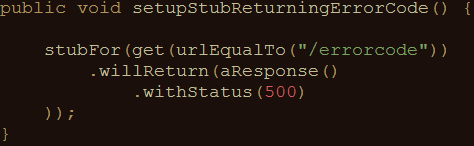 public void setupStubReturningErrorCode() {
stubFor(get(urlEqualTo("/errorcode"))
.willReturn(aResponse()
.withStatus(500)
));
}